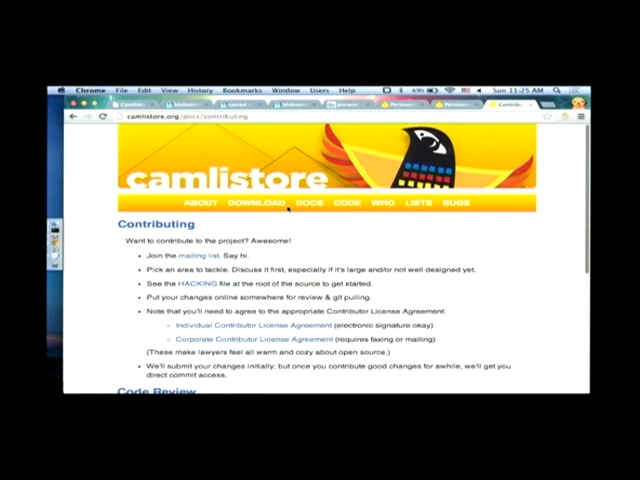 Chrome File Edit View History Bookmarks Window Users Help 69% Sun 11:25 AM
camlistore.org/docs/contributing
camlistore
ABOUT DOWNLOAD DOCS CODE WHO LISTS BUGS
Contributing
Want to contribute to the project? Awesome!
Join the mailing list. Say hi.
Pick an area to tackle. Discuss it first, especially if it's large and/or not well designed yet.
See the HACKING file at the root of the source to get started.
Put your changes online somewhere for review & git pulling.
Note that you'll need to agree to the appropriate Contributor License Agreement:
Individual Contributor License Agreement (electronic signature okay)
Corporate Contributor License Agreement (requires faxing or mailing)
(These make lawyers feel all warm and cozy about open source.)
We'll submit your changes initially; but once you contribute good changes for awhile, we'll get you
direct commit access.
Code Review